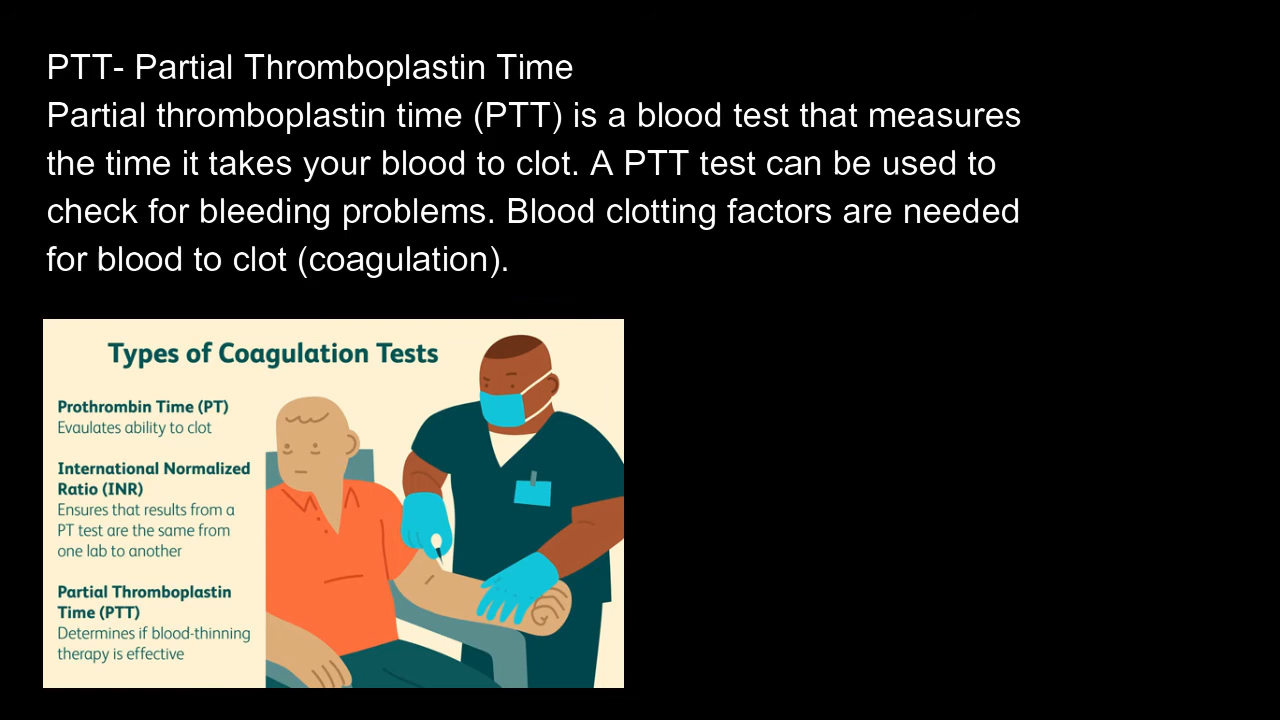 PTT- Partial Thromboplastin Time
Partial thromboplastin time (PTT) is a blood test that measures
the time it takes your blood to clot. A PTT test can be used to
check for bleeding problems. Blood clotting factors are needed
for blood to clot (coagulation).
Types of Coagulation Tests
Prothrombin Time (PT)
Evaulates ability to clot
International Normalized
Ratio (INR)
Ensures that results from a
PT test are the same from
one lab to another
Partial Thromboplastin
Time (PTT)
Determines if blood-thinning
therapy is effective